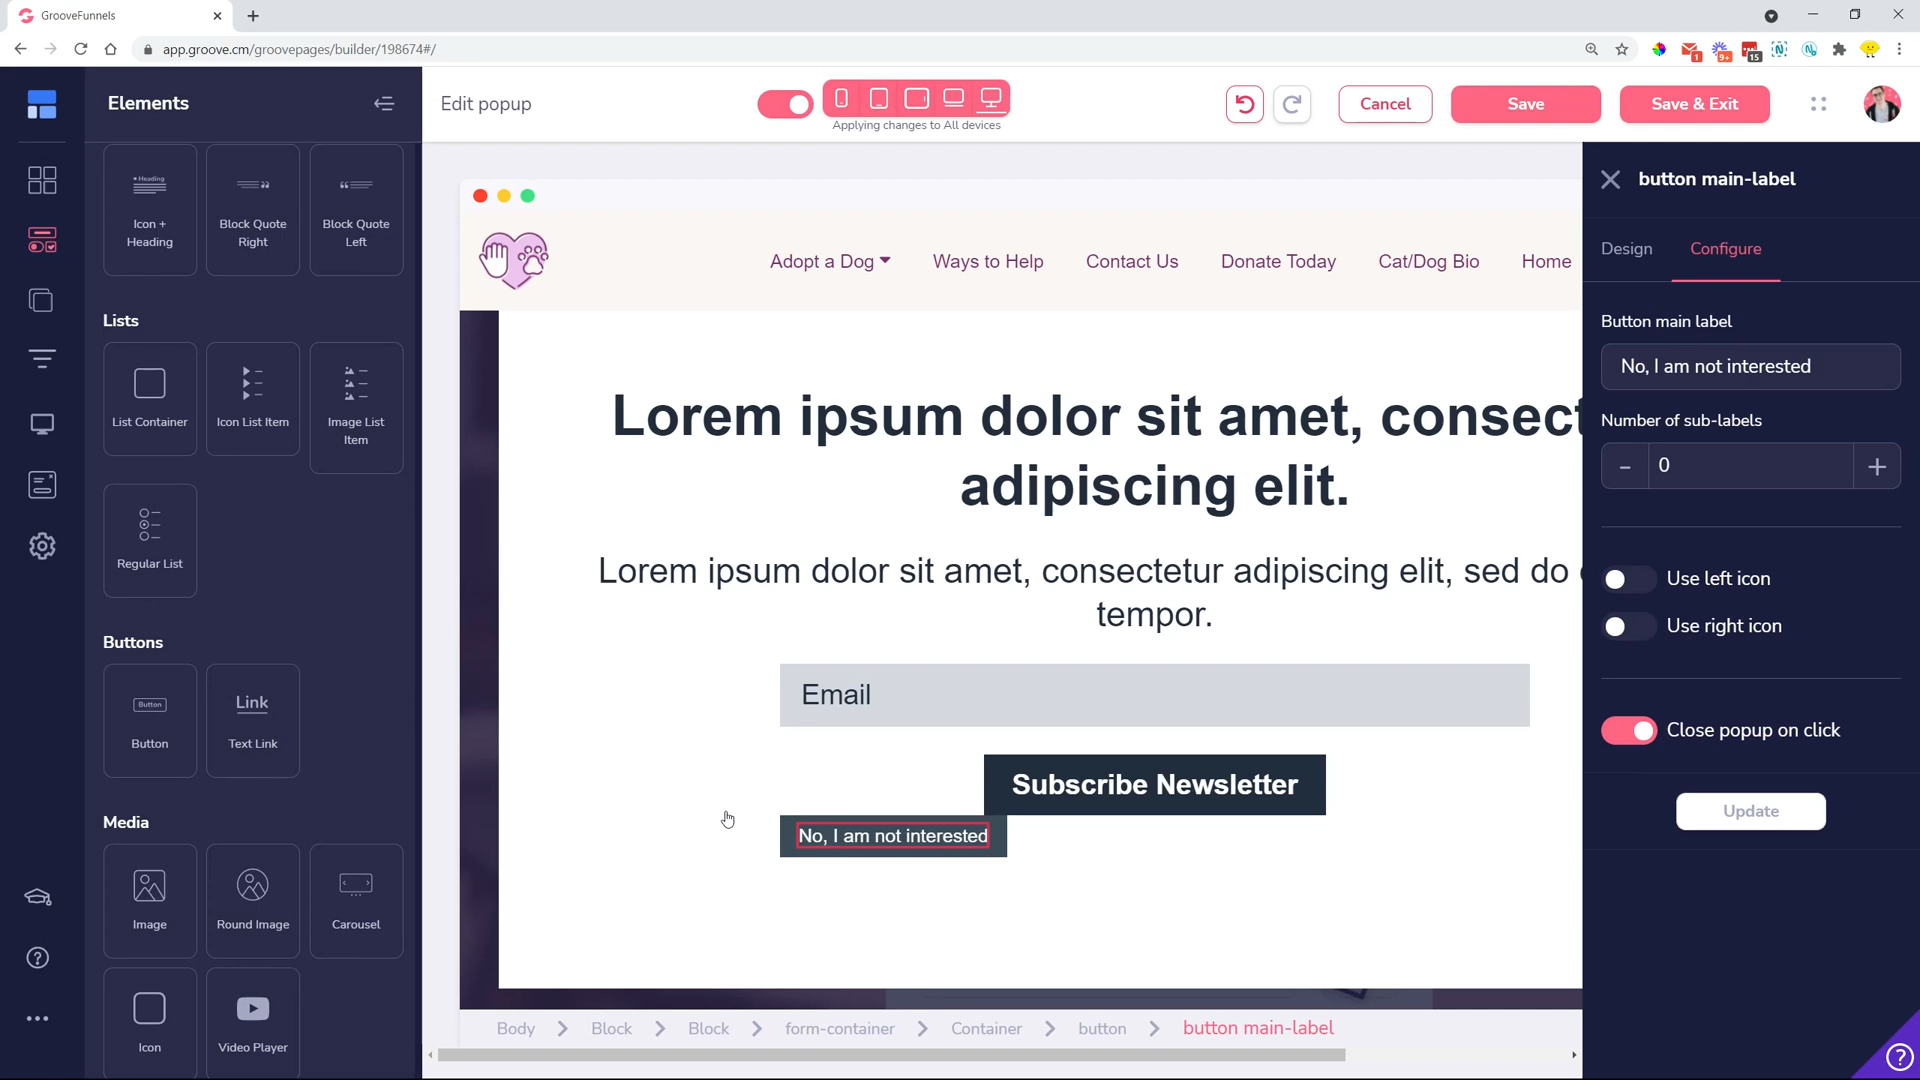 GrooveFunnels
app.groove.cm/groovepages/builder/198674#/
1
9+
15
Elements
Edit popup
Applying changes to All devices
Cancel
Save
Save & Exit
Heading
Icon +
Heading
Block Quote
Right
Block Quote
Left
Lists
List Container
Icon List Item
Image List
Item
Regular List
Buttons
Button
Button
Link
Text Link
Media
Image
Round Image
Carousel
Icon
Video Player
Adopt a Dog
Ways to Help
Contact Us
Donate Today
Cat/Dog Bio
Home
Lorem ipsum dolor sit amet, consect
adipiscing elit.
Lorem ipsum dolor sit amet, consectetur adipiscing elit, sed do
tempor.
Email
Subscribe Newsletter
No, I am not interested
Body
Block
Block
form-container
Container
button
button main-label
button main-label
Design
Configure
Button main label
No, I am not interested
Number of sub-labels
-
0
+
Use left icon
Use right icon
Close popup on click
Update